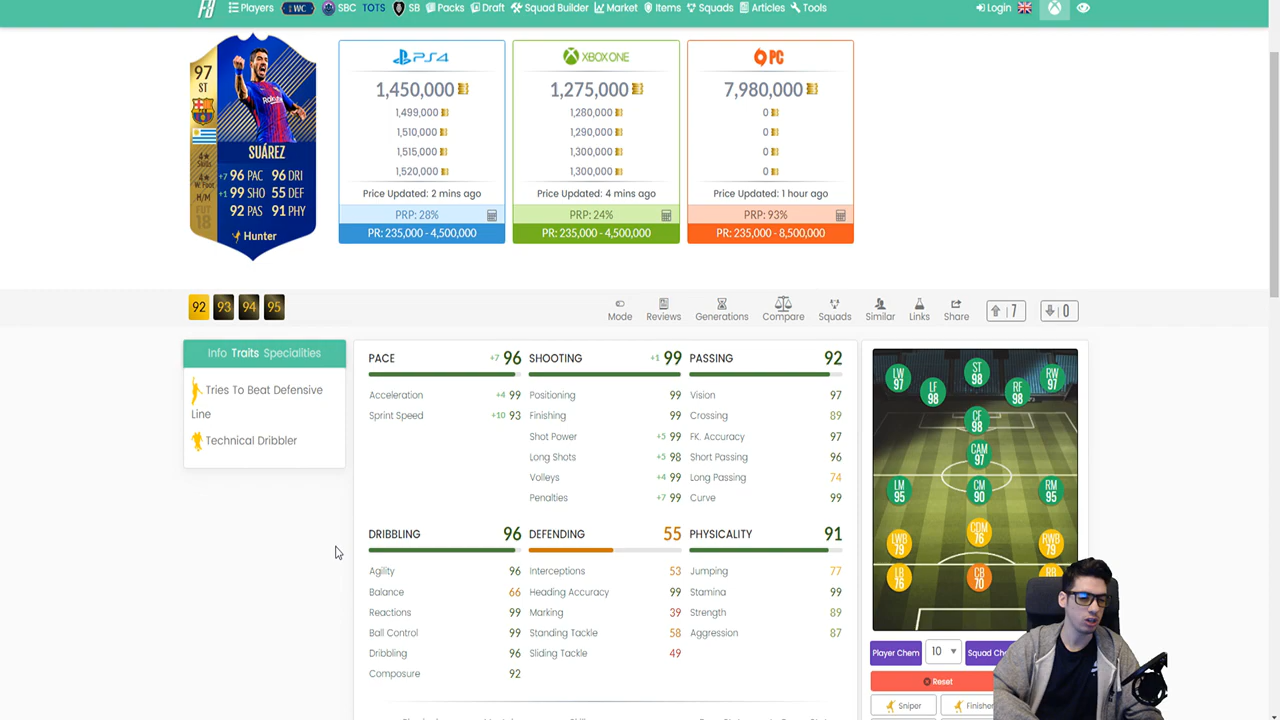 F8 Players WC SBC TOTS SB Packs Draft Squad Builder Market Items Squads Articles Tools Login
97
ST
4★
Skills
4★
W. Foot
H/M
FUT
18
SUÁREZ
+7 96 PAC 96 DRI
+1 99 SHO 55 DEF
92 PAS 91 PHY
Hunter
PS4
1,450,000
1,499,000
1,510,000
1,515,000
1,520,000
Price Updated: 2 mins ago
PRP: 28%
PR: 235,000 - 4,500,000
XBOX ONE
1,275,000
1,280,000
1,290,000
1,300,000
1,300,000
Price Updated: 4 mins ago
PRP: 24%
PR: 235,000 - 4,500,000
PC
7,980,000
0
0
0
0
Price Updated: 1 hour ago
PRP: 93%
PR: 235,000 - 8,500,000
92 93 94 95
Mode Reviews Generations Compare Squads Similar Links Share 7 0
Info Traits Specialities
Tries To Beat Defensive
Line
Technical Dribbler
PACE +7 96
Acceleration +4 99
Sprint Speed +10 93
SHOOTING +1 99
Positioning 99
Finishing 99
Shot Power +5 99
Long Shots +5 98
Volleys +4 99
Penalties +7 99
PASSING 92
Vision 97
Crossing 89
FK. Accuracy 97
Short Passing 96
Long Passing 74
Curve 99
DRIBBLING 96
Agility 96
Balance 66
Reactions 99
Ball Control 99
Dribbling 96
Composure 92
DEFENDING 55
Interceptions 53
Heading Accuracy 99
Marking 39
Standing Tackle 58
Sliding Tackle 49
PHYSICALITY 91
Jumping 77
Stamina 99
Strength 89
Aggression 87
LW
97
LF
98
ST
98
RF
98
RW
97
CF
98
CAM
97
LM
95
CM
90
RM
95
LWB
79
CDM
76
RWB
79
LB
76
CB
70
RB
Player Chem 10 Squad Che
Reset
Sniper Finishe